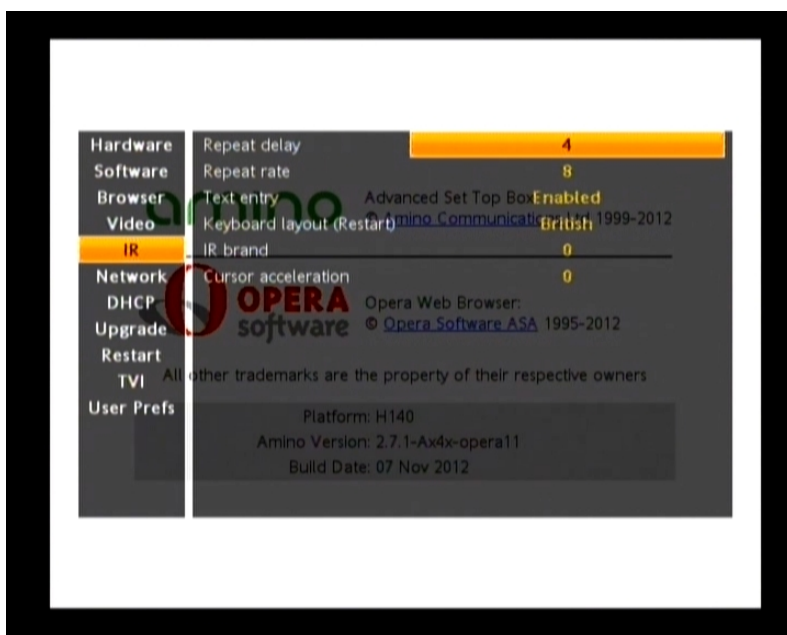 Hardware
Software
Browser
Video
IR
Network
DHCP
Upgrade
Restart
TVI
User Prefs
Repeat delay 4
Repeat rate 8
Text entry Enabled
Keyboard layout (Restart) British
IR brand 0
Cursor acceleration 0
amino
Advanced Set Top Box
© Amino Communications Ltd 1999-2012
OPERA
software
Opera Web Browser:
© Opera Software ASA 1995-2012
All other trademarks are the property of their respective owners
Platform: H140
Amino Version: 2.7.1-Ax4x-opera11
Build Date: 07 Nov 2012